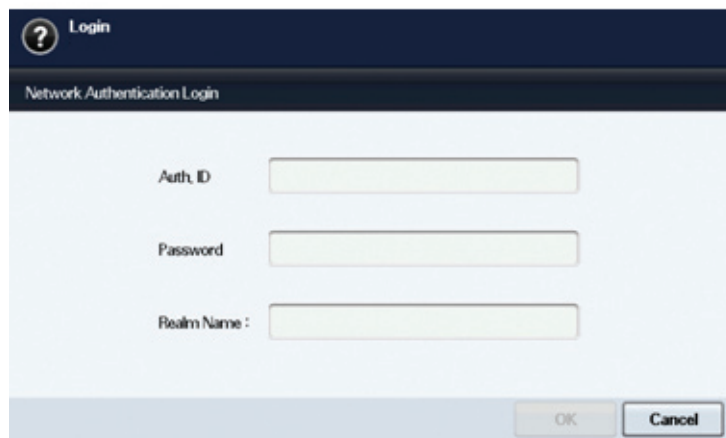 ?
Login
Network Authentication Login
Auth, ID
Password
Realm Name :
OK
Cancel